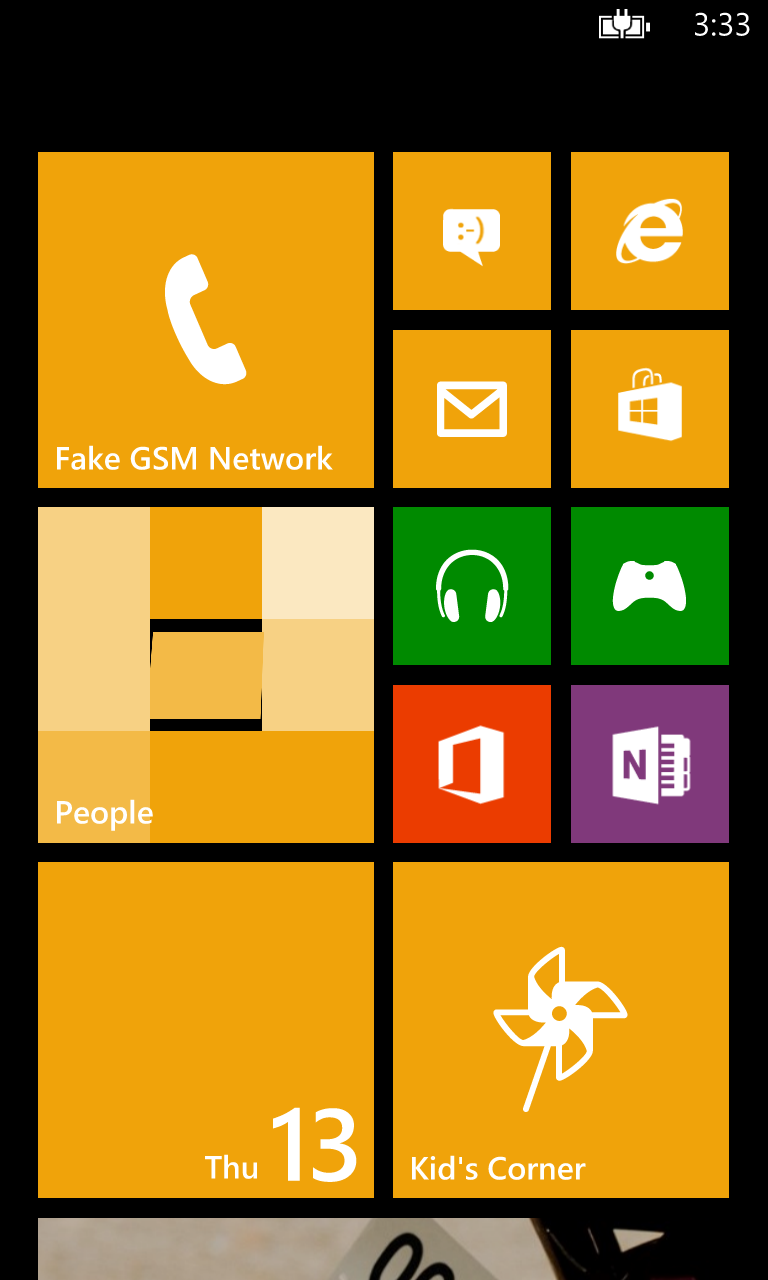 3:33
:-)
e
Fake GSM Network
People
N
Thu 13
Kid's Corner